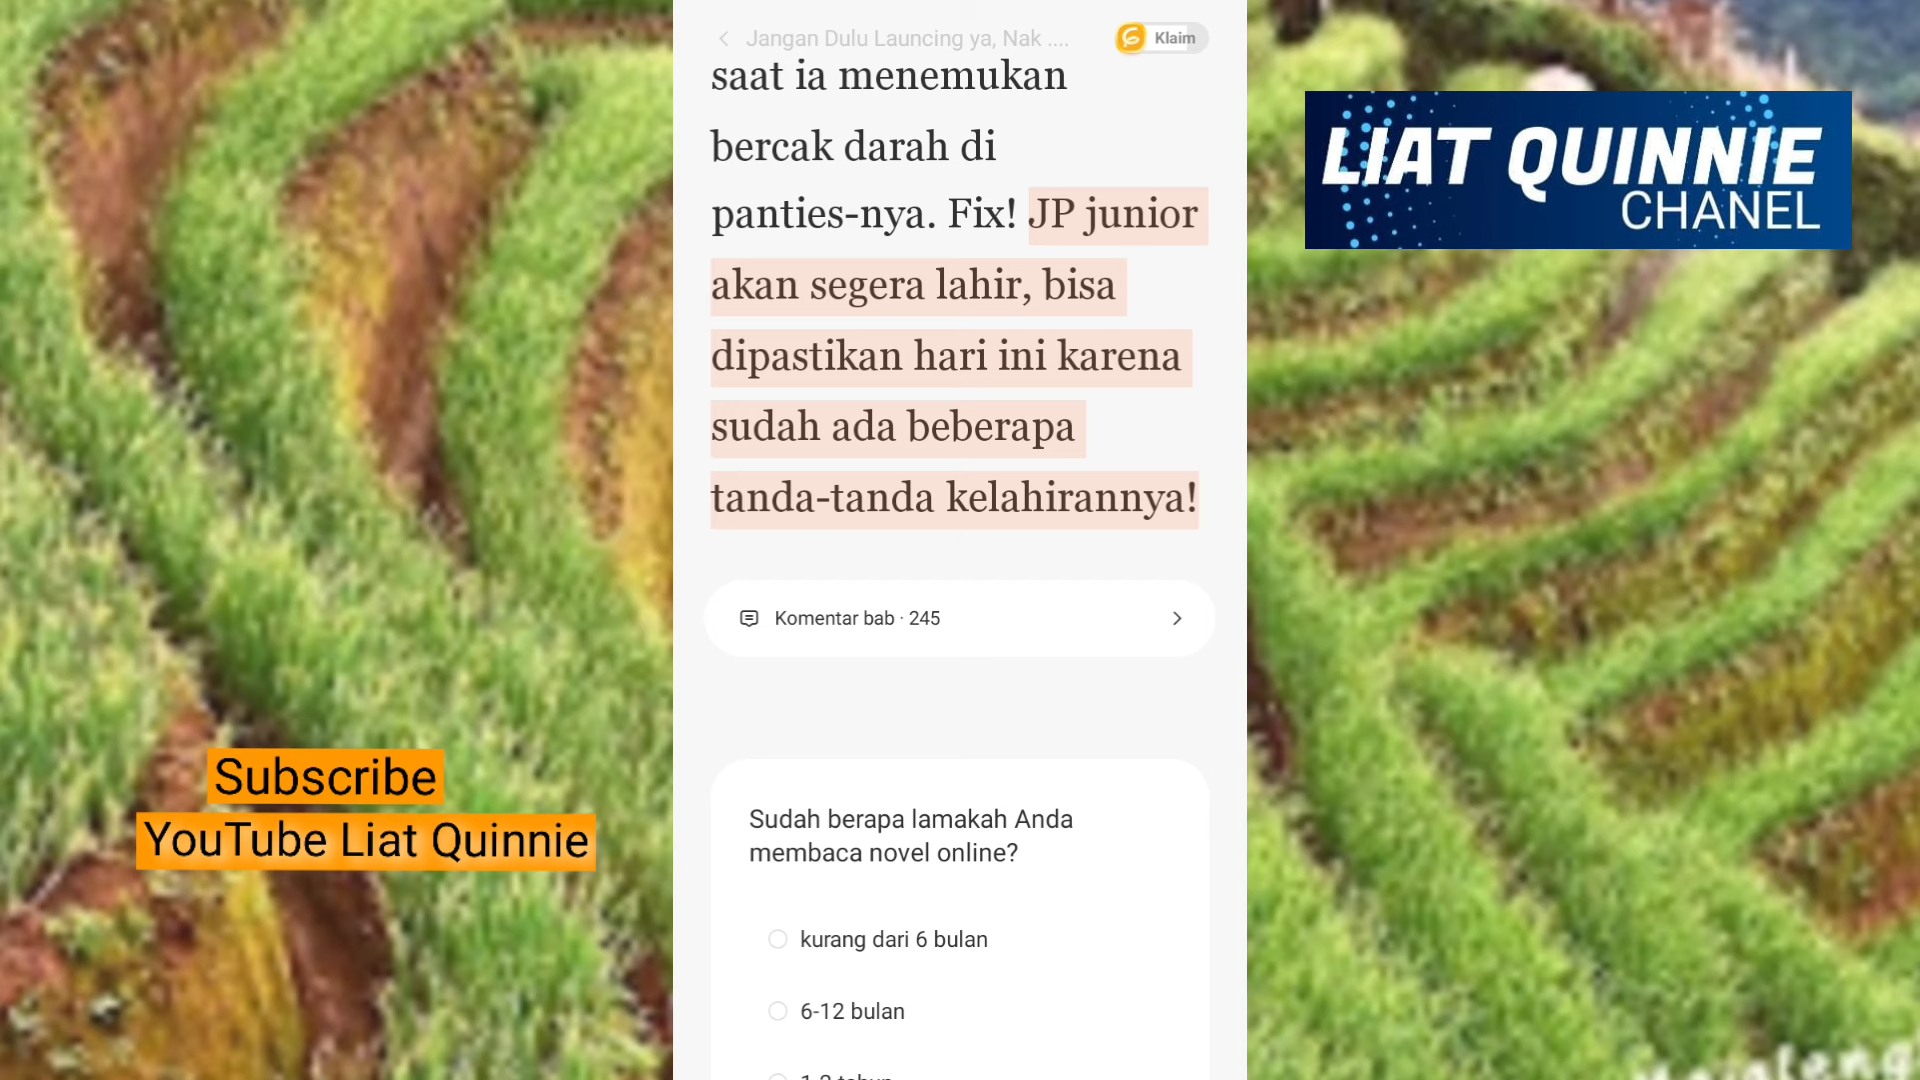 Jangan Dulu Launcing ya, Nak ....
Klaim
saat ia menemukan
bercak darah di
panties-nya. Fix! JP junior
akan segera lahir, bisa
dipastikan hari ini karena
sudah ada beberapa
tanda-tanda kelahirannya!
Komentar bab · 245
Sudah berapa lamakah Anda
membaca novel online?
kurang dari 6 bulan
6-12 bulan
LIAT QUINNIE
CHANEL
Subscribe
YouTube Liat Quinnie